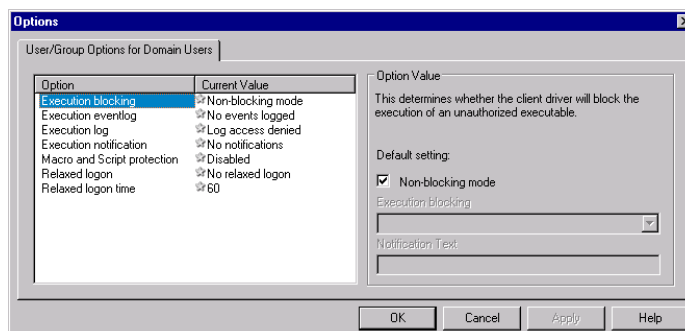 Options
User/Group Options for Domain Users
Option Current Value
Execution blocking Non-blocking mode
Execution eventlog No events logged
Execution log Log access denied
Execution notification No notifications
Macro and Script protection Disabled
Relaxed logon No relaxed logon
Relaxed logon time 60
Option Value
This determines whether the client driver will block the
execution of an unauthorized executable.
Default setting:
Non-blocking mode
Execution blocking
Notification Text
OK Cancel Apply Help